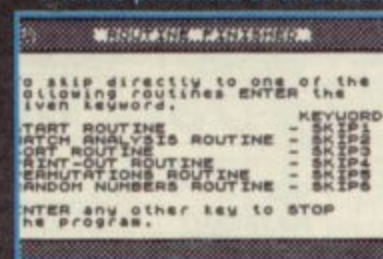 ROUTINE FINISHED
o skip directly to one of the
ollowing routines ENTER the
iven keyword.
KEYWORD
TART ROUTINE - SKIP1
ATCH ANALYSIS ROUTINE - SKIP2
ORT ROUTINE - SKIP3
RINT-OUT ROUTINE - SKIP4
ERMUTATIONS ROUTINE - SKIP5
ANDOM NUMBERS ROUTINE - SKIP6
NTER any other key to STOP
he program.